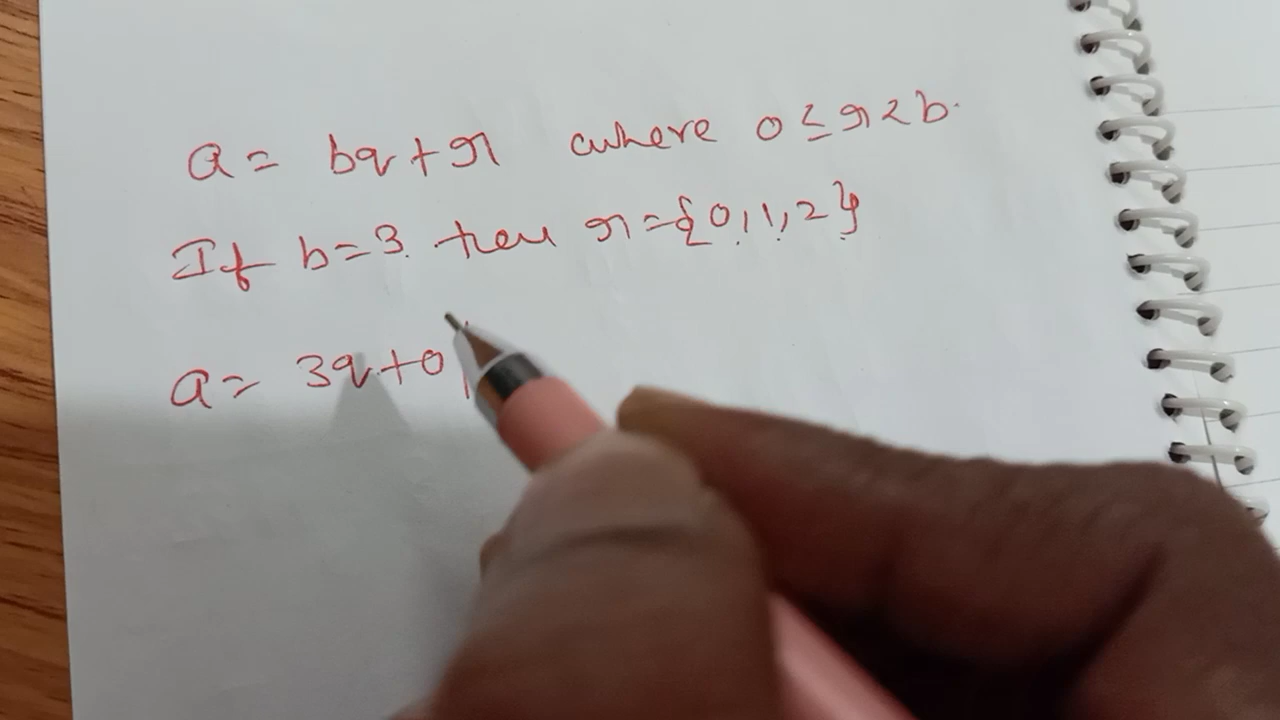 a = bq + r where 0 ≤ r < b.
If b = 3. then r = {0, 1, 2}
a = 3q + 0,